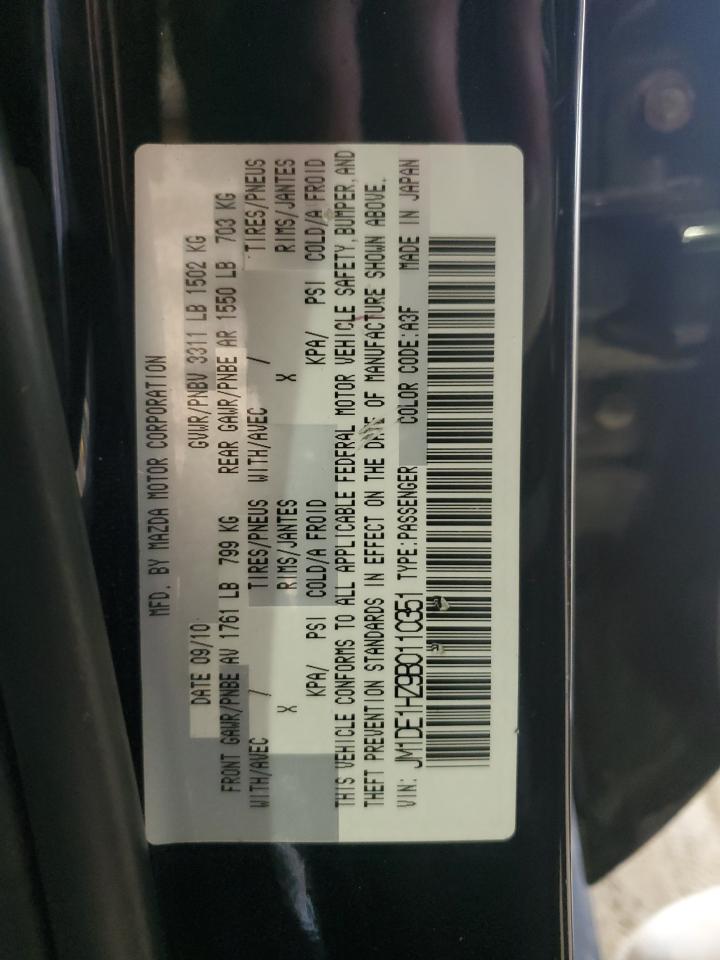 MFD. BY MAZDA MOTOR CORPORATION
DATE 09/10 GVWR/PNBV 3311 LB 1502 KG
FRONT GAWR/PNBE AV 1761 LB 799 KG REAR GAWR/PNBE AR 1550 LB 703 KG
WITH/AVEC / TIRES/PNEUS WITH/AVEC / TIRES/PNEUS
X RIMS/JANTES X RIMS/JANTES
KPA/ PSI COLD/A FROID KPA/ PSI COLD/A FROID
THIS VEHICLE CONFORMS TO ALL APPLICABLE FEDERAL MOTOR VEHICLE SAFETY, BUMPER, AND
THEFT PREVENTION STANDARDS IN EFFECT ON THE DATE OF MANUFACTURE SHOWN ABOVE.
VIN: JM1DE1HZ9B0110351 TYPE:PASSENGER COLOR CODE:A3F MADE IN JAPAN